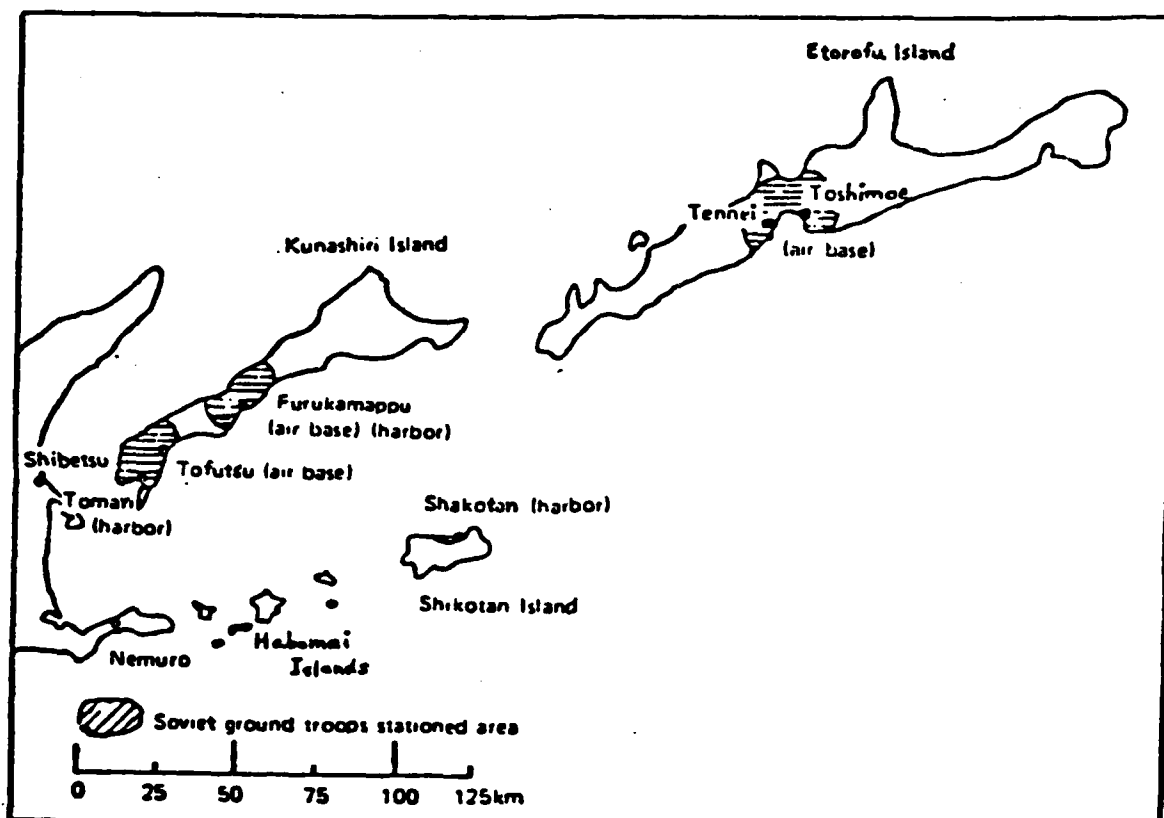 Etorofu Island
Toshimoe
Tennei
(air base)
Kunashiri Island
Furukamappu
(air base) (harbor)
Shibetsu
Tofutsu (air base)
Tomari
(harbor)
Shakotan (harbor)
Shikotan Island
Habomai
Islands
Nemuro
Soviet ground troops stationed area
0 25 50 75 100 125km